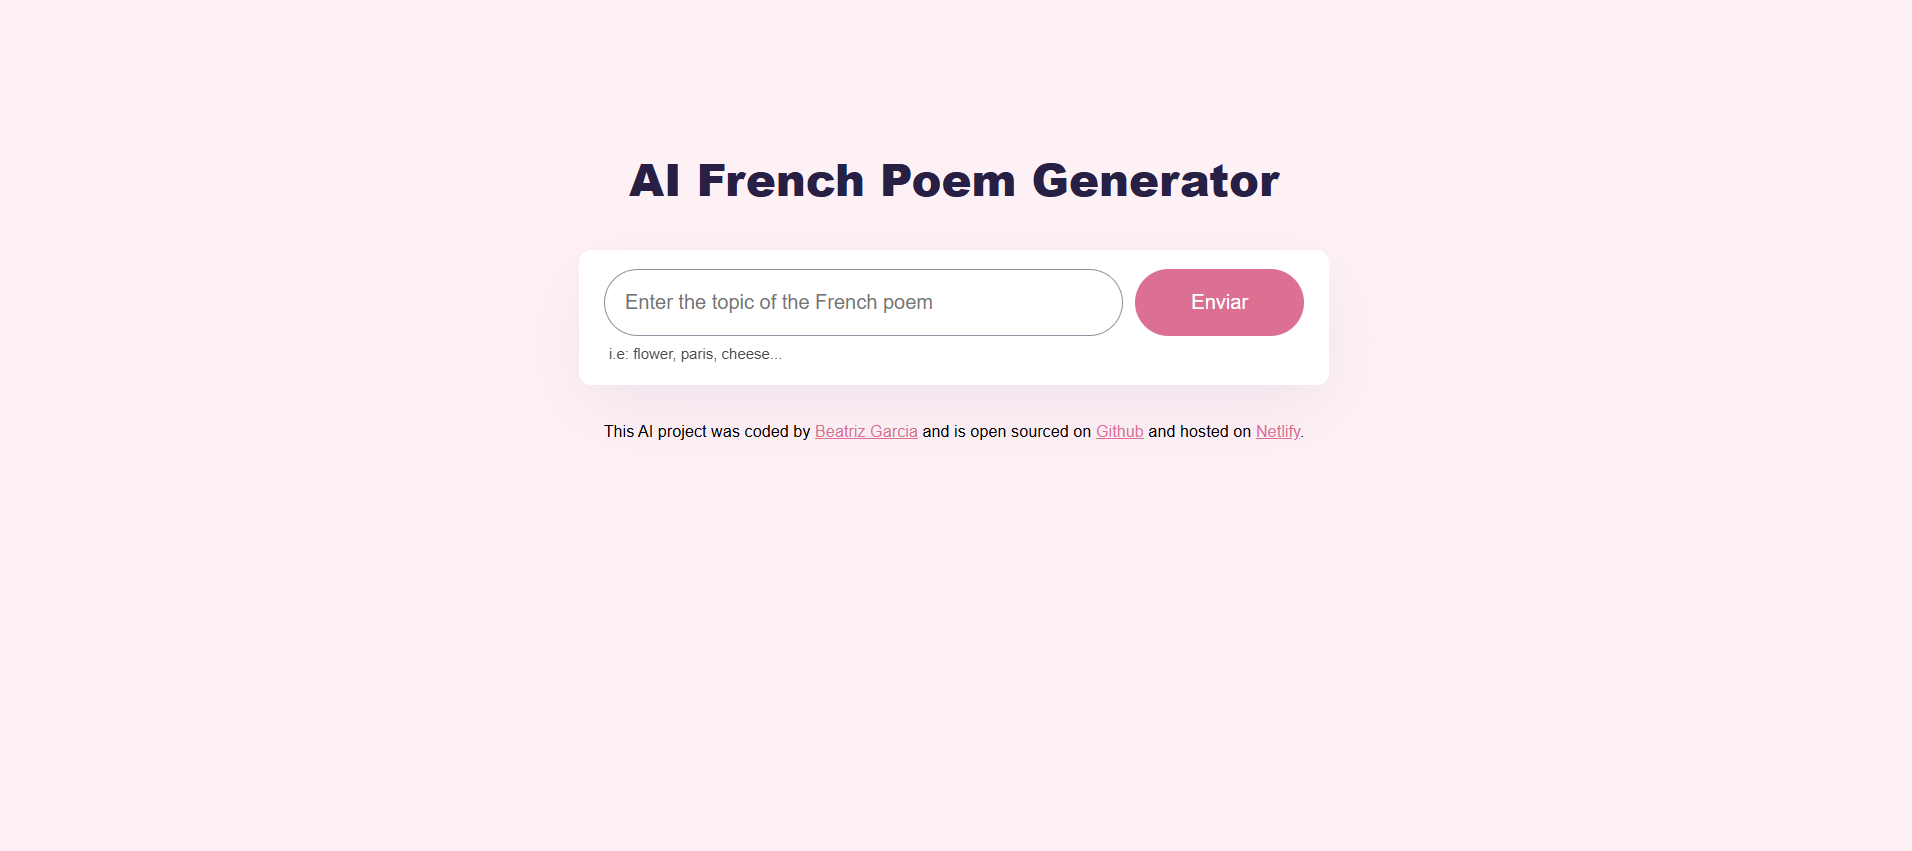 AI French Poem Generator
Enter the topic of the French poem
Enviar
i.e: flower, paris, cheese...
This AI project was coded by Beatriz Garcia and is open sourced on Github and hosted on Netlify.